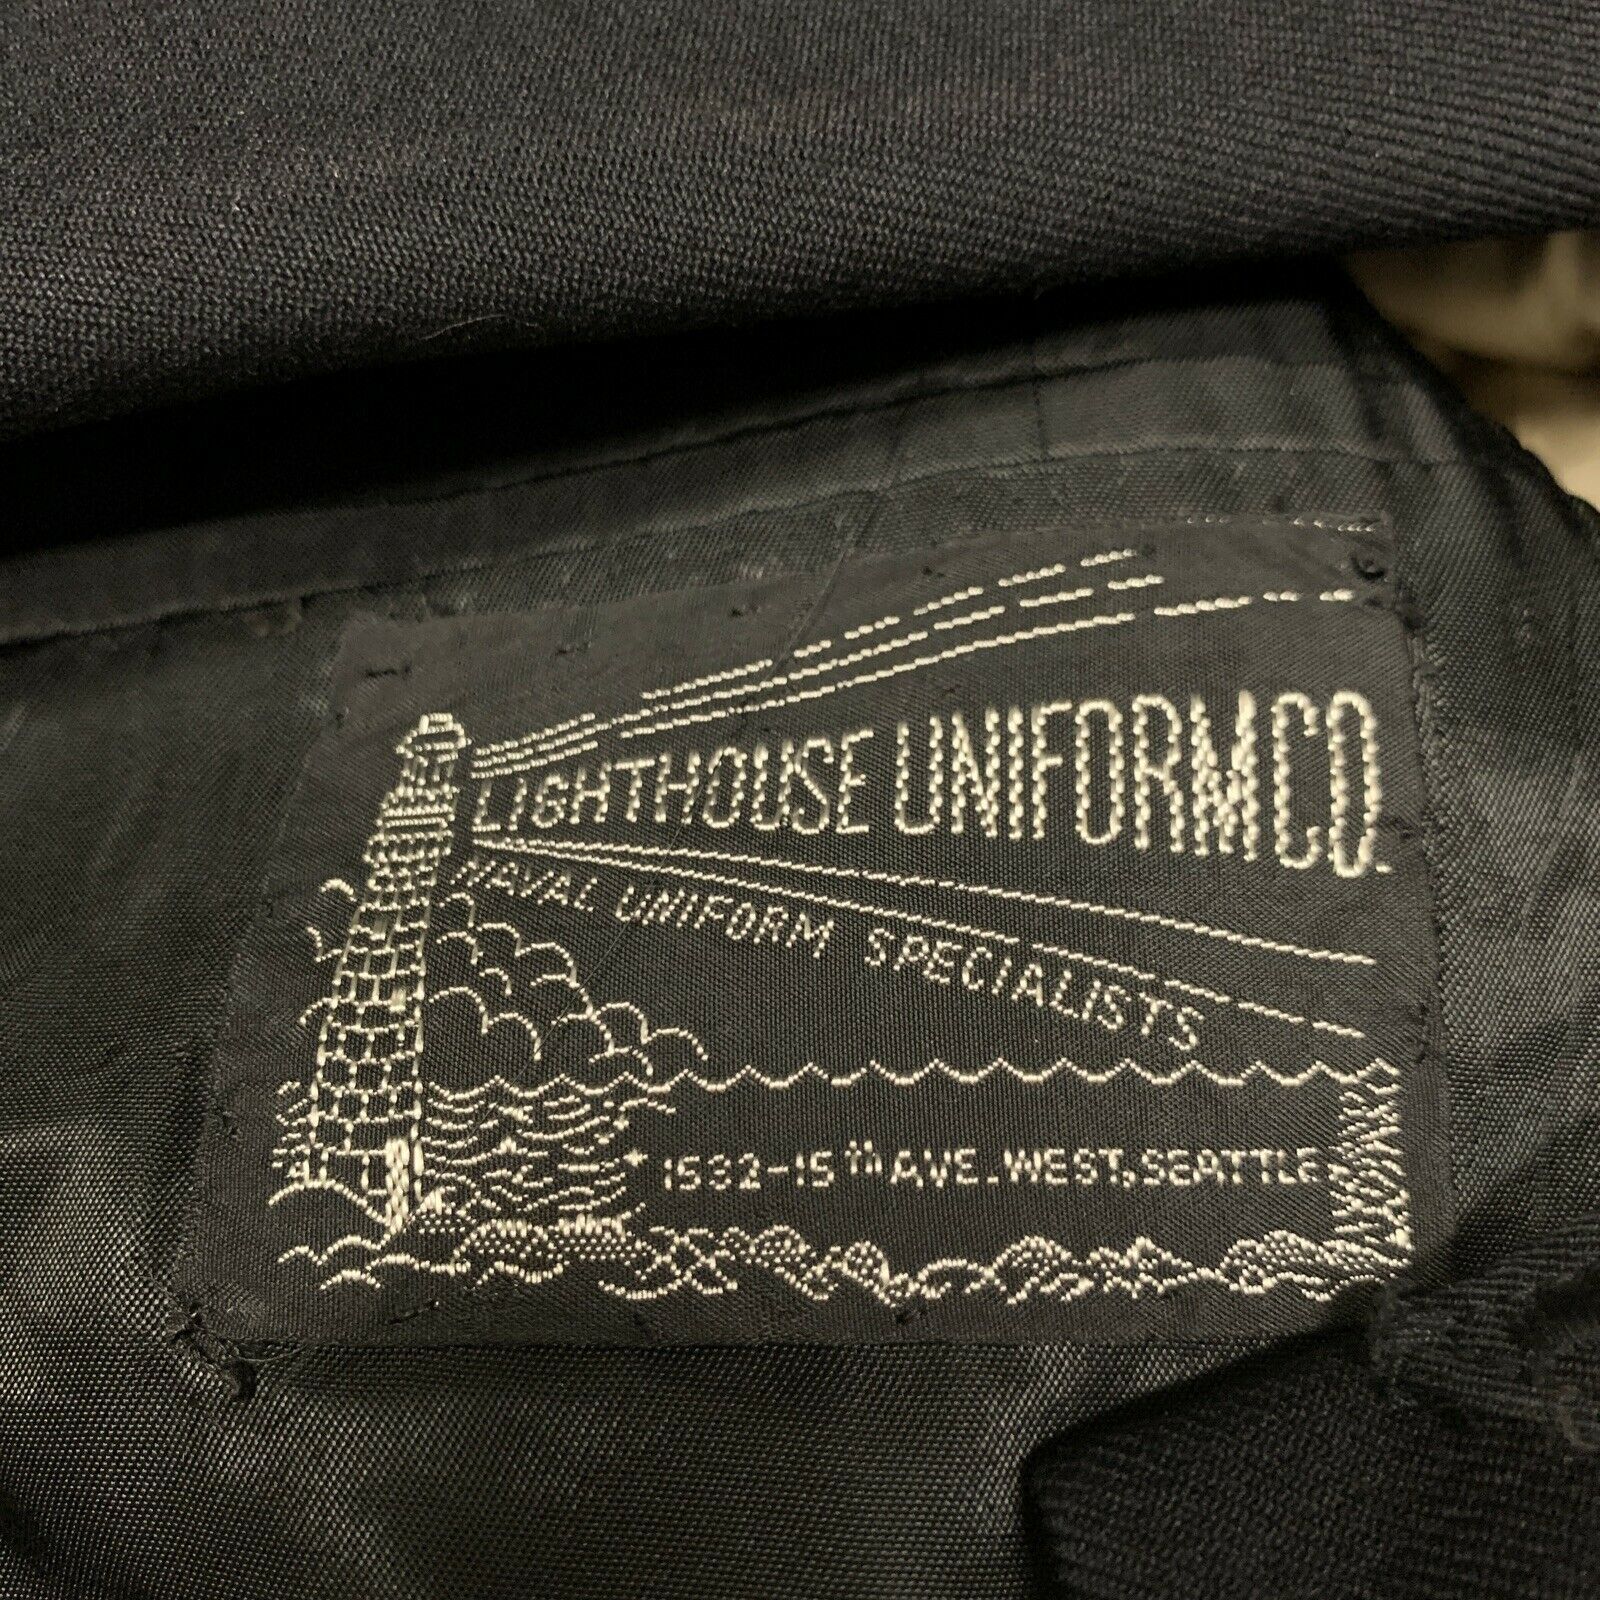 LIGHTHOUSE UNIFORM CO.
NAVAL UNIFORM SPECIALISTS
1532-15th AVE. WEST, SEATTLE